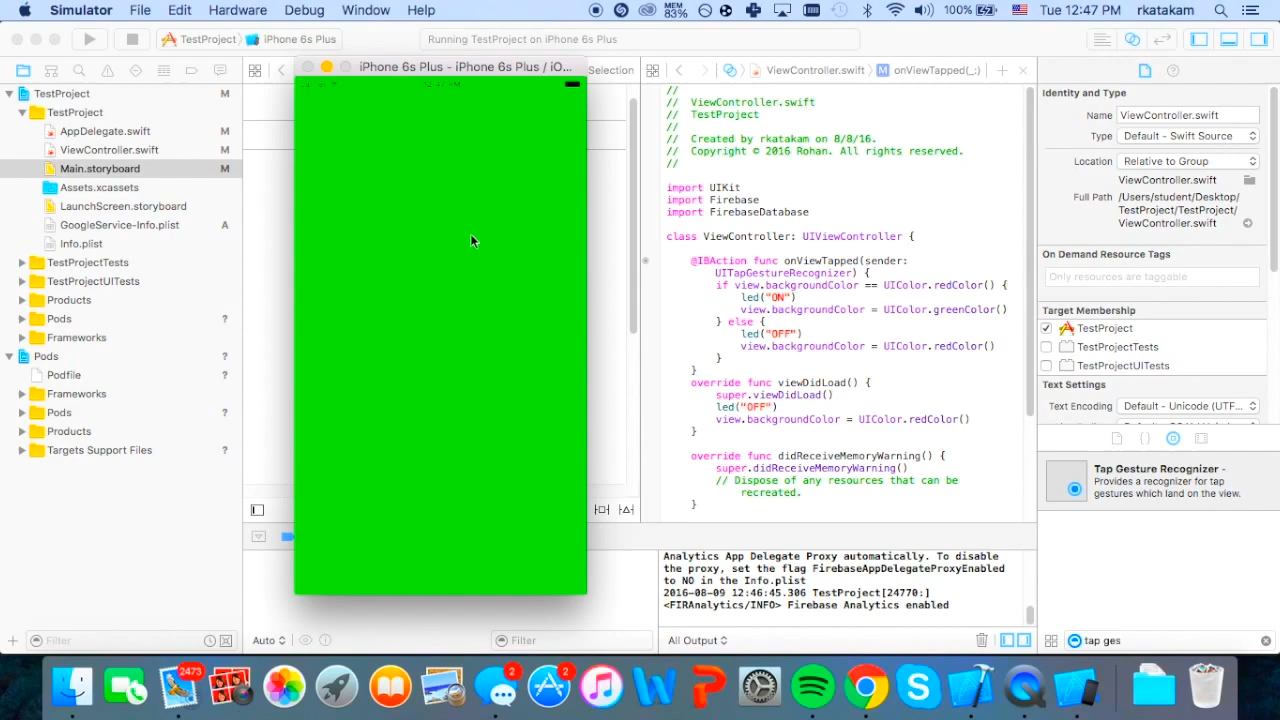 Simulator File Edit Hardware Debug Window Help MEM 83% 100% Tue 12:47 PM rkatakam
TestProject iPhone 6s Plus Running TestProject on iPhone 6s Plus
iPhone 6s Plus - iPhone 6s Plus / iO...
Selection
ViewController.swift M onViewTapped(_:)
TestProject
TestProject
AppDelegate.swift M
ViewController.swift M
Main.storyboard M
Assets.xcassets
LaunchScreen.storyboard
GoogleService-Info.plist A
Info.plist
TestProjectTests
TestProjectUITests
Products
Pods ?
Frameworks
Pods ?
Podfile
Frameworks
Pods ?
Products
Targets Support Files ?
Filter
//
// ViewController.swift
// TestProject
//
// Created by rkatakam on 8/8/16.
// Copyright © 2016 Rohan. All rights reserved.
//
import UIKit
import Firebase
import FirebaseDatabase
class ViewController: UIViewController {
@IBAction func onViewTapped(sender:
UITapGestureRecognizer) {
if view.backgroundColor == UIColor.redColor() {
led("ON")
view.backgroundColor = UIColor.greenColor()
} else {
led("OFF")
view.backgroundColor = UIColor.redColor()
}
}
override func viewDidLoad() {
super.viewDidLoad()
led("OFF")
view.backgroundColor = UIColor.redColor()
}
override func didReceiveMemoryWarning() {
super.didReceiveMemoryWarning()
// Dispose of any resources that can be
recreated.
}
Analytics App Delegate Proxy automatically. To disable
the proxy, set the flag FirebaseAppDelegateProxyEnabled
to NO in the Info.plist
2016-08-09 12:46:45.306 TestProject[24770:]
<FIRAnalytics/INFO> Firebase Analytics enabled
Auto Filter All Output
Identity and Type
Name ViewController.swift
Type Default - Swift Source
Location Relative to Group
ViewController.swift
Full Path /Users/student/Desktop/
TestProject/TestProject/
ViewController.swift
On Demand Resource Tags
Only resources are taggable
Target Membership
TestProject
TestProjectTests
TestProjectUITests
Text Settings
Text Encoding Default - Unicode (UTF...
Tap Gesture Recognizer -
Provides a recognizer for tap
gestures which land on the view.
tap ges
2473 2 2